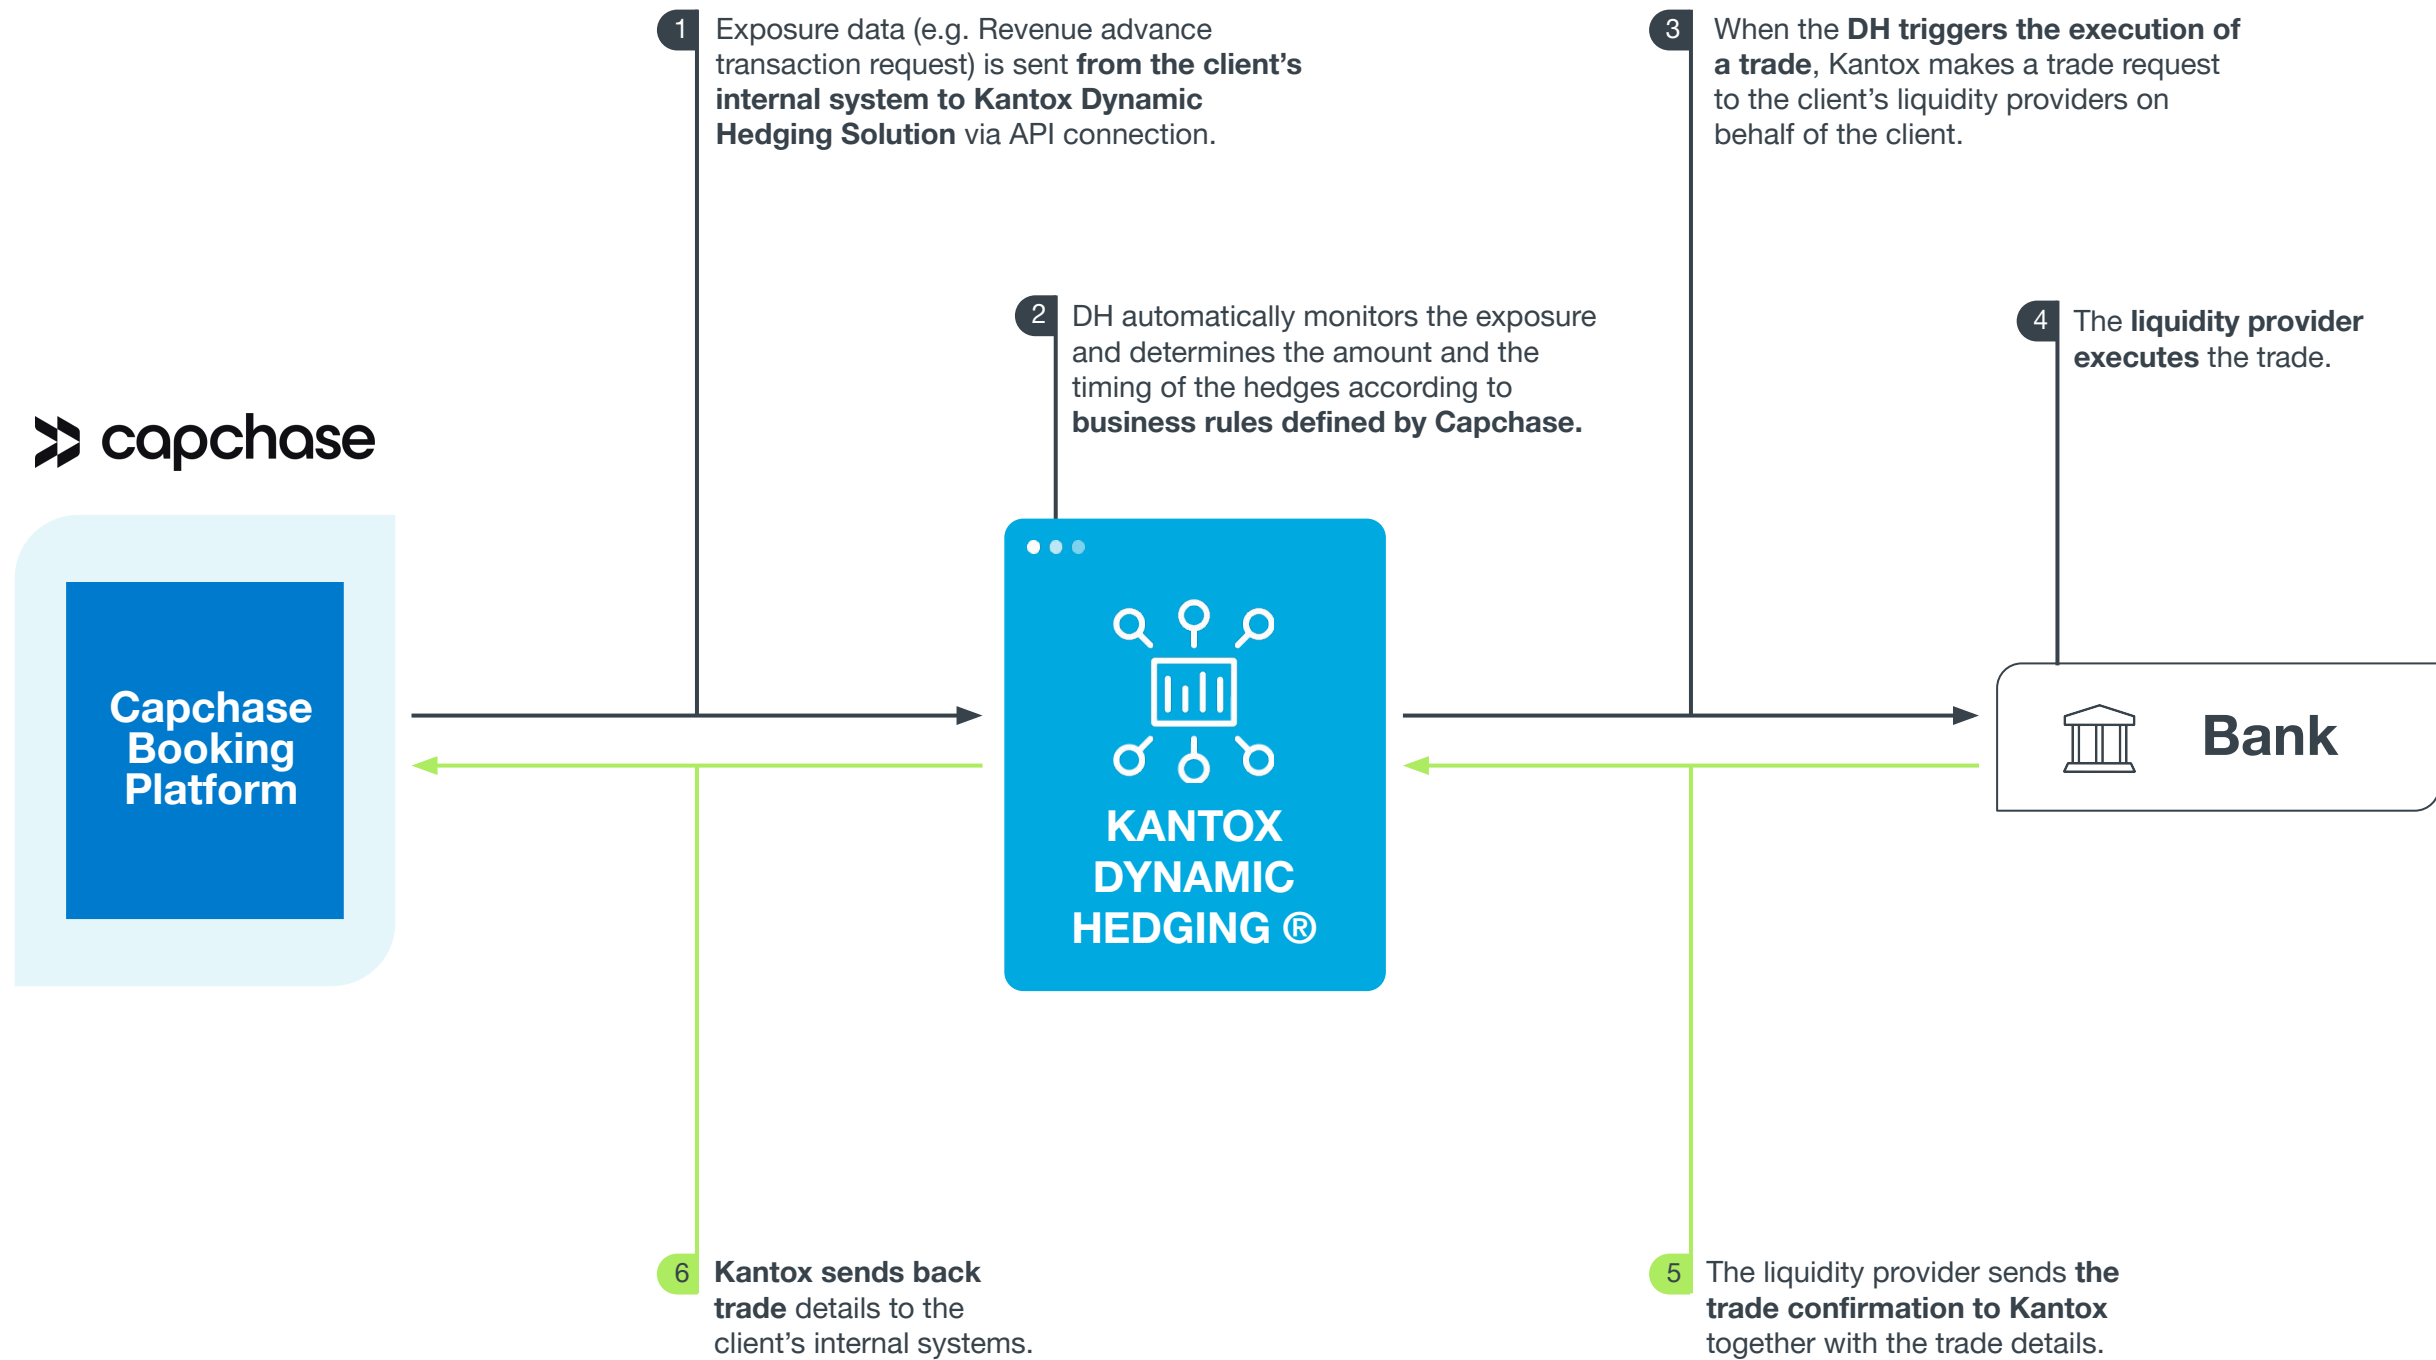 1
Exposure data (e.g. Revenue advance
transaction request) is sent from the client's
internal system to Kantox Dynamic
Hedging Solution via API connection.
3
When the DH triggers the execution of
a trade, Kantox makes a trade request
to the client's liquidity providers on
behalf of the client.
2
DH automatically monitors the exposure
and determines the amount and the
timing of the hedges according to
business rules defined by Capchase.
4
The liquidity provider
executes the trade.
capchase
Capchase
Booking
Platform
KANTOX
DYNAMIC
HEDGING ®
Bank
6
Kantox sends back
trade details to the
client's internal systems.
5
The liquidity provider sends the
trade confirmation to Kantox
together with the trade details.